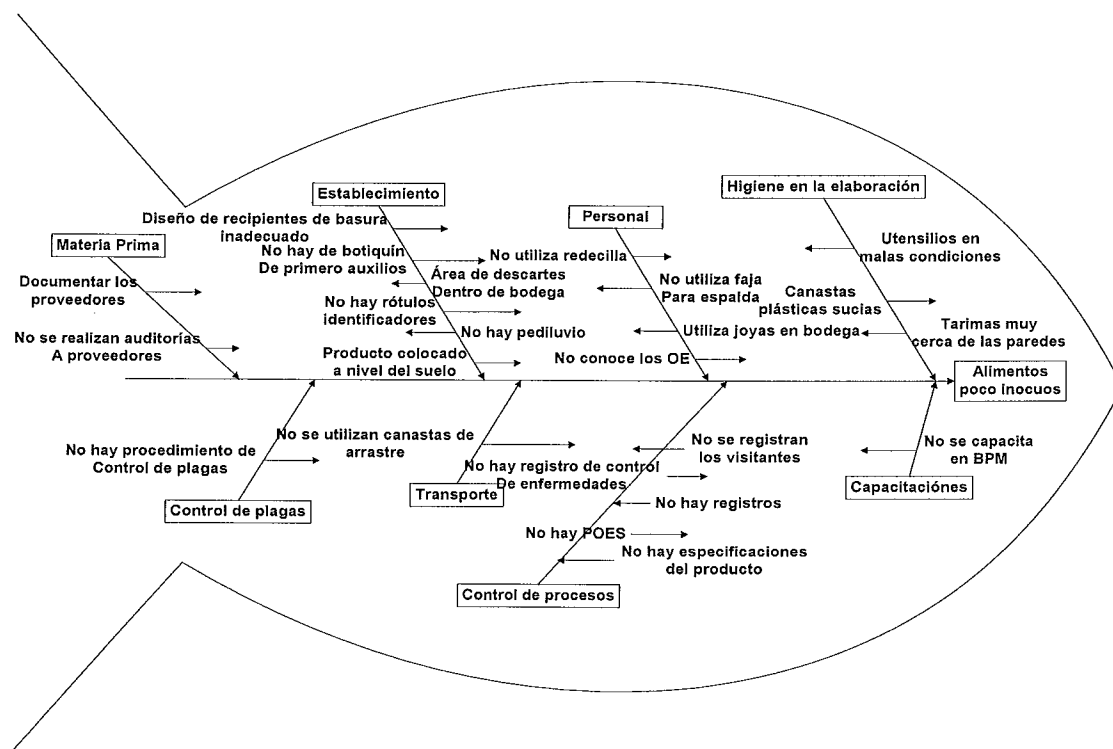 Establecimiento
Higiene en la elaboración
Personal
Materia Prima
Diseño de recipientes de basura
inadecuado
No hay de botiquín
De primero auxilios
Área de descartes
Dentro de bodega
No hay rótulos
identificadores
No hay pediluvio
Producto colocado
a nivel del suelo
Documentar los
proveedores
No se realizan auditorías
A proveedores
No utiliza redecilla
No utiliza faja
Para espalda
Utiliza joyas en bodega
No conoce los OE
Utensilios en
malas condiciones
Canastas
plásticas sucias
Tarimas muy
cerca de las paredes
Alimentos
poco inocuos
No hay procedimiento de
Control de plagas
Control de plagas
No se utilizan canastas de
arrastre
Transporte
No hay registro de control
De enfermedades
No se registran
los visitantes
No hay registros
No hay POES
No hay especificaciones
del producto
Control de procesos
No se capacita
en BPM
Capacitaciónes